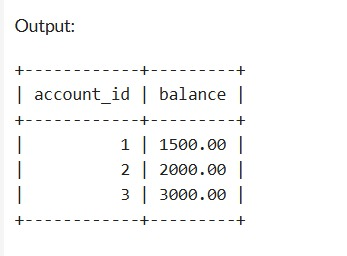 Output:
+------------+---------+
| account_id | balance |
+------------+---------+
|          1 | 1500.00 |
|          2 | 2000.00 |
|          3 | 3000.00 |
+------------+---------+